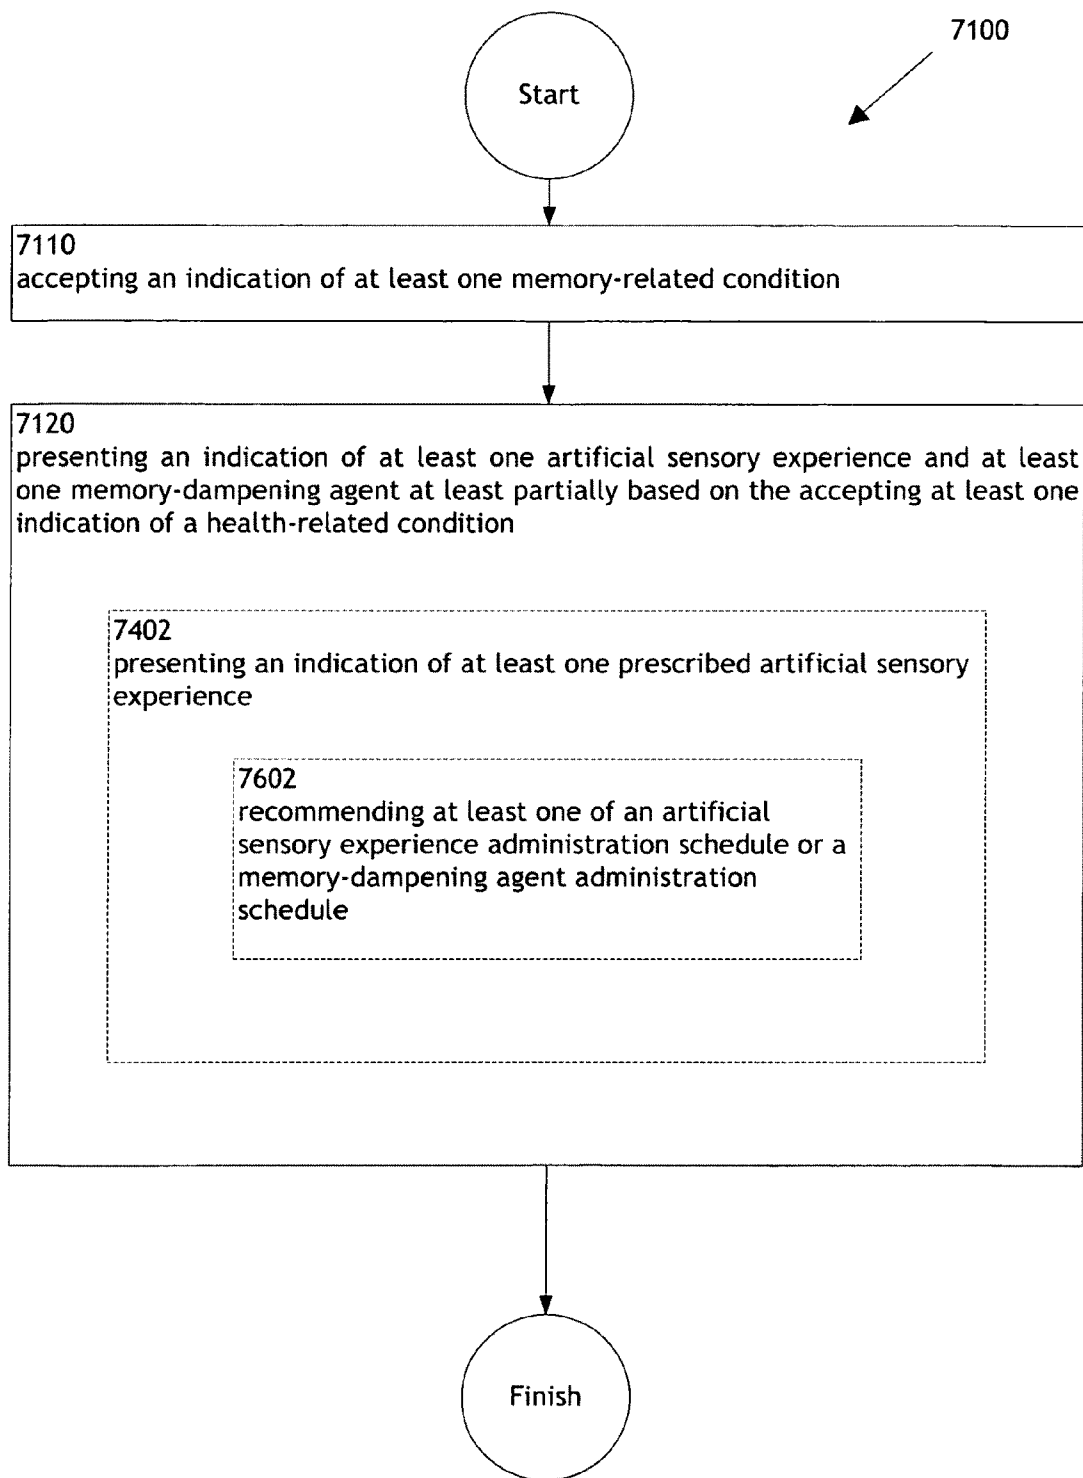 7100
Start
7110
accepting an indication of at least one memory-related condition
7120
presenting an indication of at least one artificial sensory experience and at least
one memory-dampening agent at least partially based on the accepting at least one
indication of a health-related condition
7402
presenting an indication of at least one prescribed artificial sensory
experience
7602
recommending at least one of an artificial
sensory experience administration schedule or a
memory-dampening agent administration
schedule
Finish